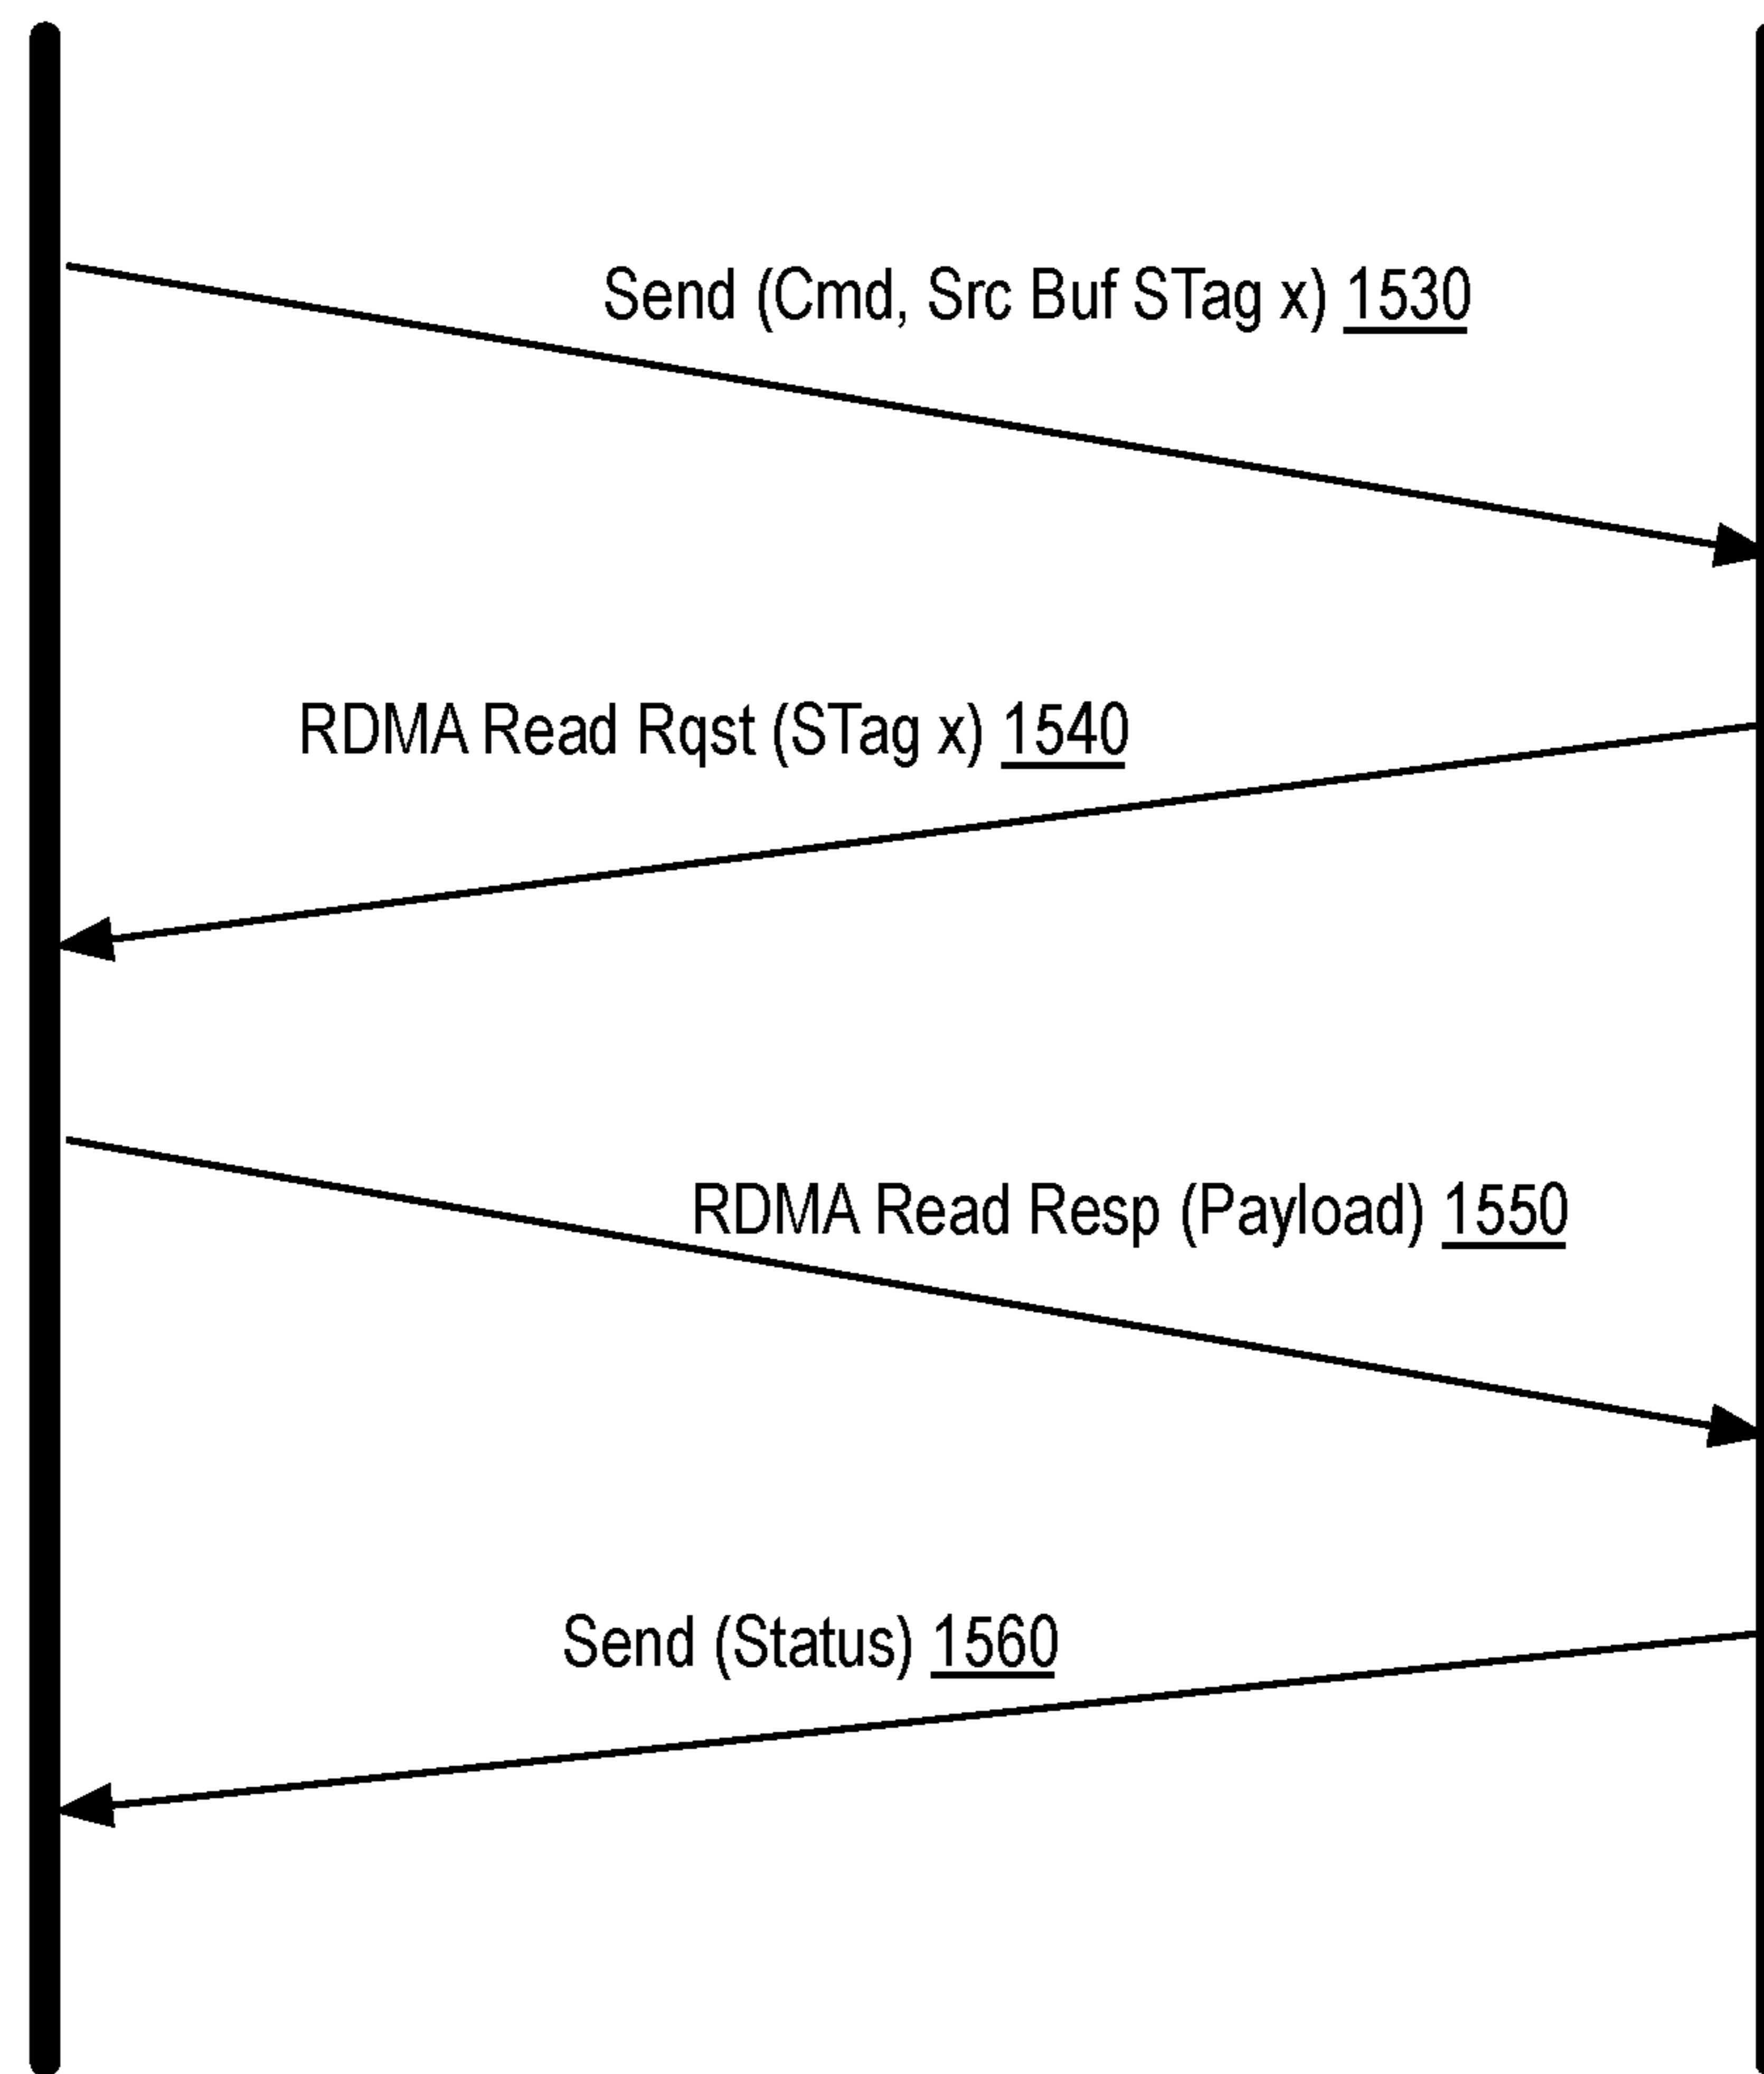 Send (Cmd, Src Buf STag x) 1530
RDMA Read Rqst (STag x) 1540
RDMA Read Resp (Payload) 1550
Send (Status) 1560